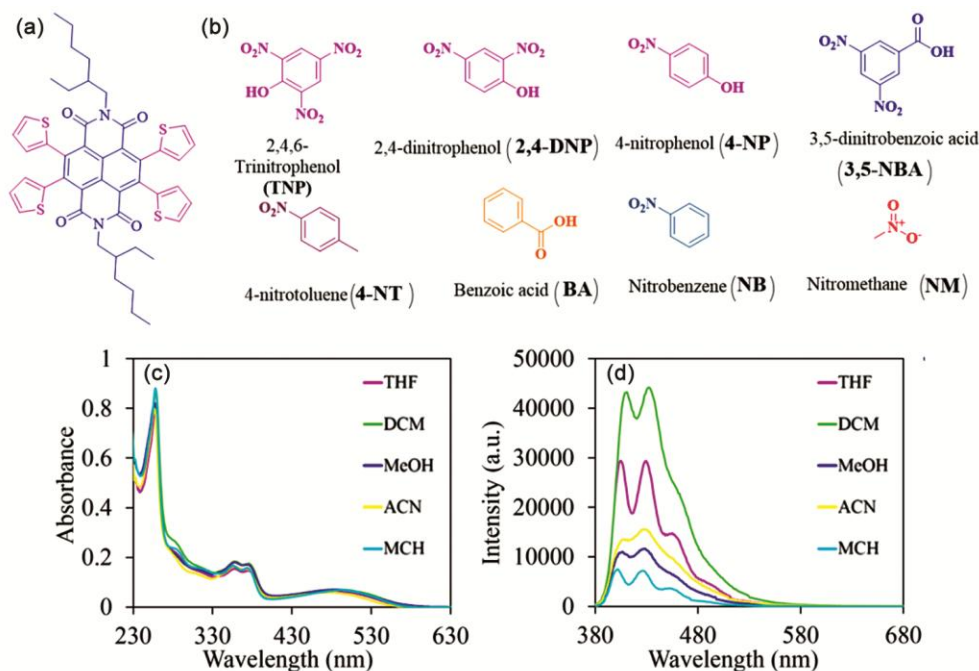 (a)
N
O
O
S
S
S
S
O
O
N
(b)
O₂N
NO₂
HO
NO₂
2,4,6-
Trinitrophenol
(TNP)
O₂N
NO₂
OH
2,4-dinitrophenol (2,4-DNP)
O₂N
OH
4-nitrophenol (4-NP)
O₂N
O
OH
NO₂
3,5-dinitrobenzoic acid
(3,5-NBA)
O₂N
4-nitrotoluene (4-NT)
OH
O
Benzoic acid (BA)
O₂N
Nitrobenzene (NB)
O
N+
O-
Nitromethane (NM)
(c)
1
0.8
0.6
0.4
0.2
0
Absorbance
THF
DCM
MeOH
ACN
MCH
230 330 430 530 630
Wavelength (nm)
(d)
50000
40000
30000
20000
10000
0
Intensity (a.u.)
THF
DCM
MeOH
ACN
MCH
380 480 580 680
Wavelength (nm)